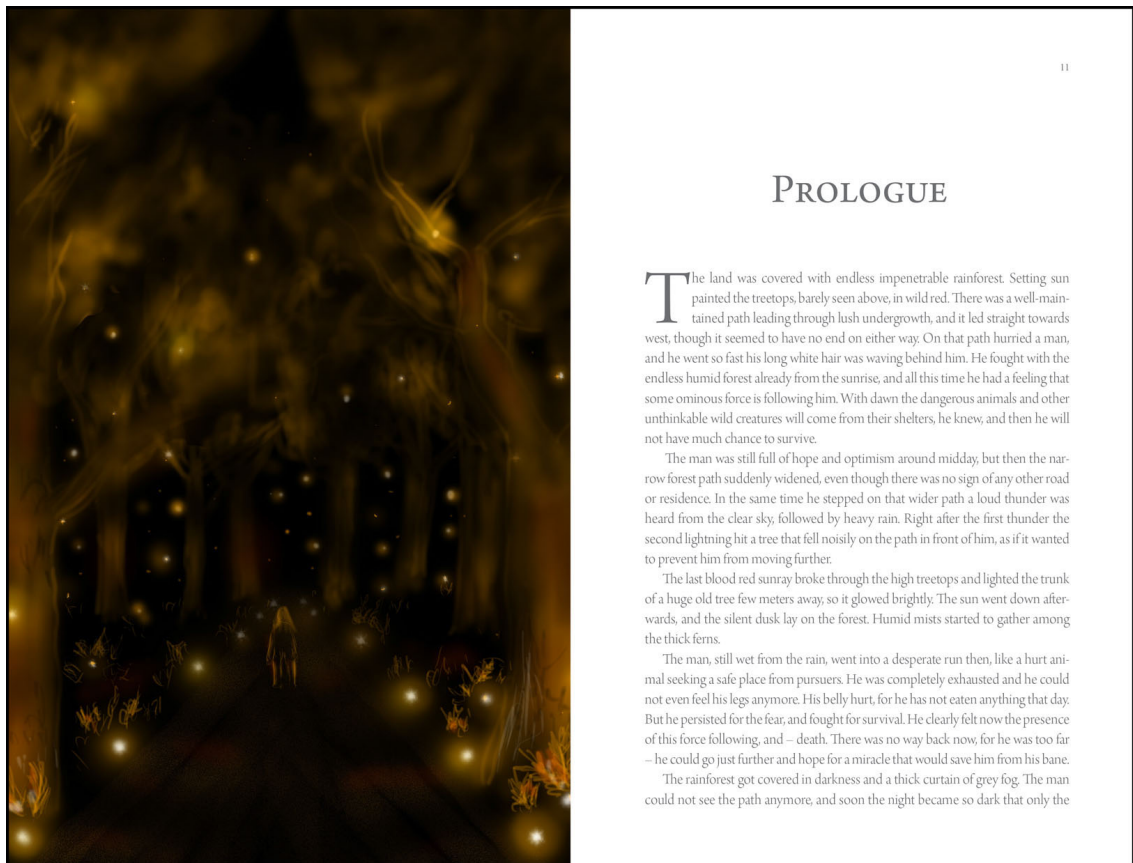 11
Prologue
The land was covered with endless impenetrable rainforest. Setting sun
painted the treetops, barely seen above, in wild red. There was a well-main-
tained path leading through lush undergrowth, and it led straight towards
west, though it seemed to have no end on either way. On that path hurried a man,
and he went so fast his long white hair was waving behind him. He fought with the
endless humid forest already from the sunrise, and all this time he had a feeling that
some ominous force is following him. With dawn the dangerous animals and other
unthinkable wild creatures will come from their shelters, he knew, and then he will
not have much chance to survive.
The man was still full of hope and optimism around midday, but then the nar-
row forest path suddenly widened, even though there was no sign of any other road
or residence. In the same time he stepped on that wider path a loud thunder was
heard from the clear sky, followed by heavy rain. Right after the first thunder the
second lightning hit a tree that fell noisily on the path in front of him, as if it wanted
to prevent him from moving further.
The last blood red sunray broke through the high treetops and lighted the trunk
of a huge old tree few meters away, so it glowed brightly. The sun went down after-
wards, and the silent dusk lay on the forest. Humid mists started to gather among
the thick ferns.
The man, still wet from the rain, went into a desperate run then, like a hurt ani-
mal seeking a safe place from pursuers. He was completely exhausted and he could
not even feel his legs anymore. His belly hurt, for he has not eaten anything that day.
But he persisted for the fear, and fought for survival. He clearly felt now the presence
of this force following, and – death. There was no way back now, for he was too far
– he could go just further and hope for a miracle that would save him from his bane.
The rainforest got covered in darkness and a thick curtain of grey fog. The man
could not see the path anymore, and soon the night became so dark that only the